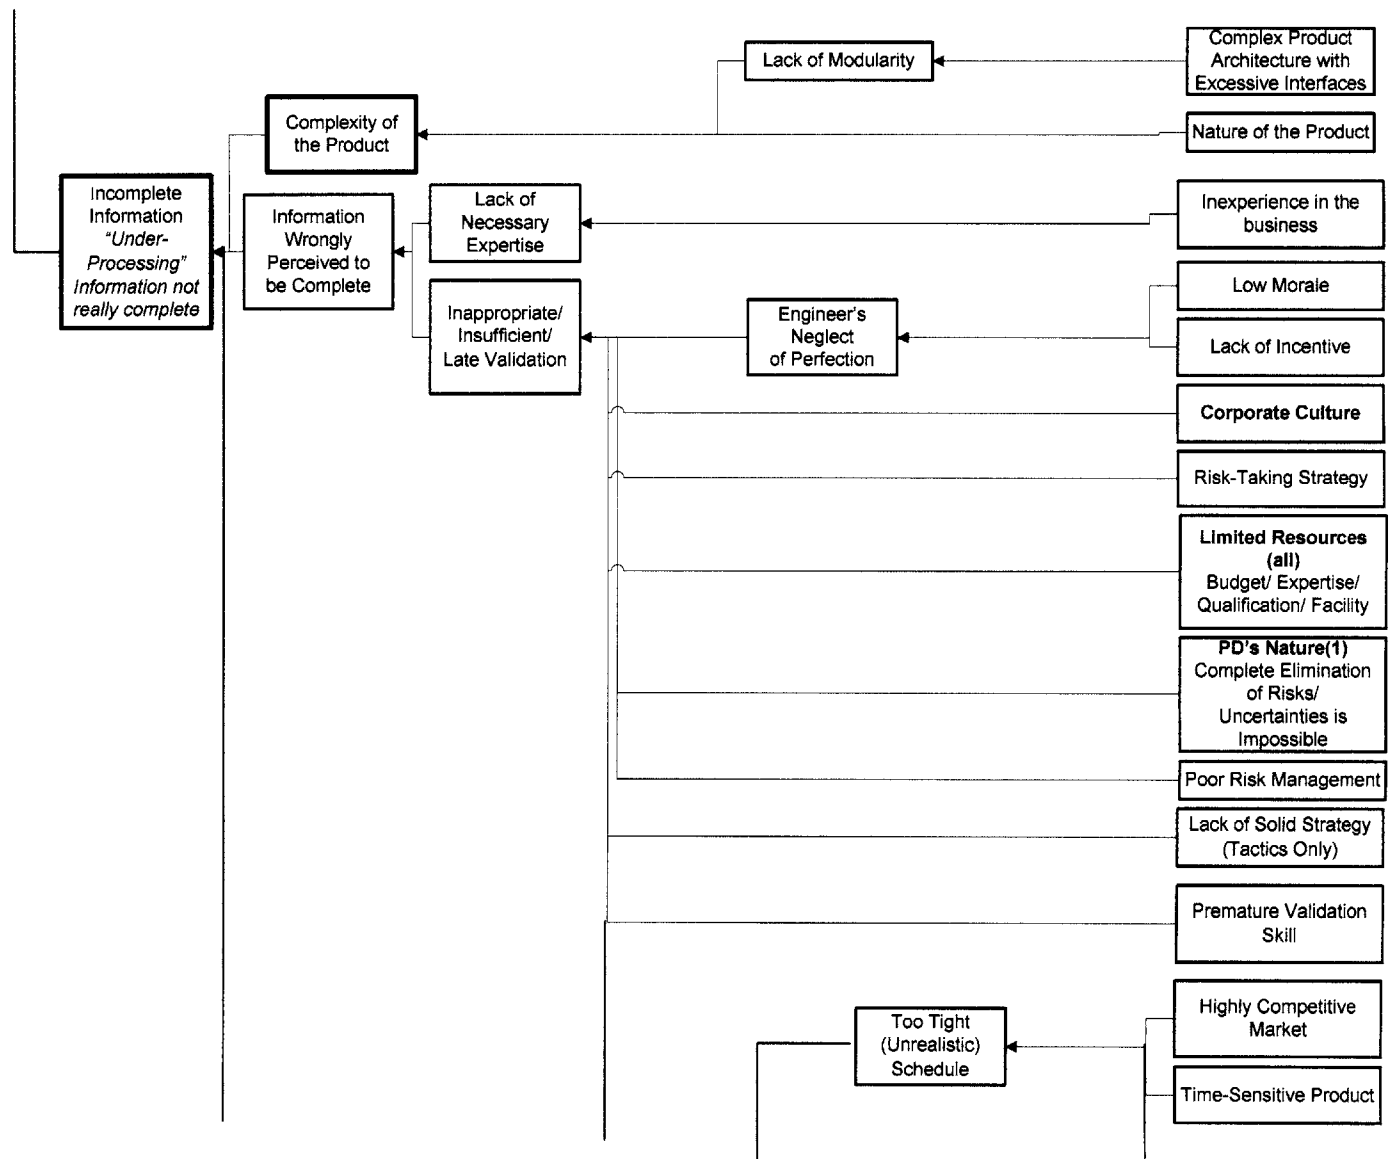 Complex Product
Architecture with
Excessive Interfaces
Lack of Modularity
Complexity of
the Product
Nature of the Product
Incomplete
Information
"Under-
Processing"
Information not
really complete
Information
Wrongly
Perceived to
be Complete
Lack of
Necessary
Expertise
Inexperience in the
business
Inappropriate/
Insufficient/
Late Validation
Engineer's
Neglect
of Perfection
Low Morale
Lack of Incentive
Corporate Culture
Risk-Taking Strategy
Limited Resources
(all)
Budget/ Expertise/
Qualification/ Facility
PD's Nature(1)
Complete Elimination
of Risks/
Uncertainties is
Impossible
Poor Risk Management
Lack of Solid Strategy
(Tactics Only)
Premature Validation
Skill
Too Tight
(Unrealistic)
Schedule
Highly Competitive
Market
Time-Sensitive Product